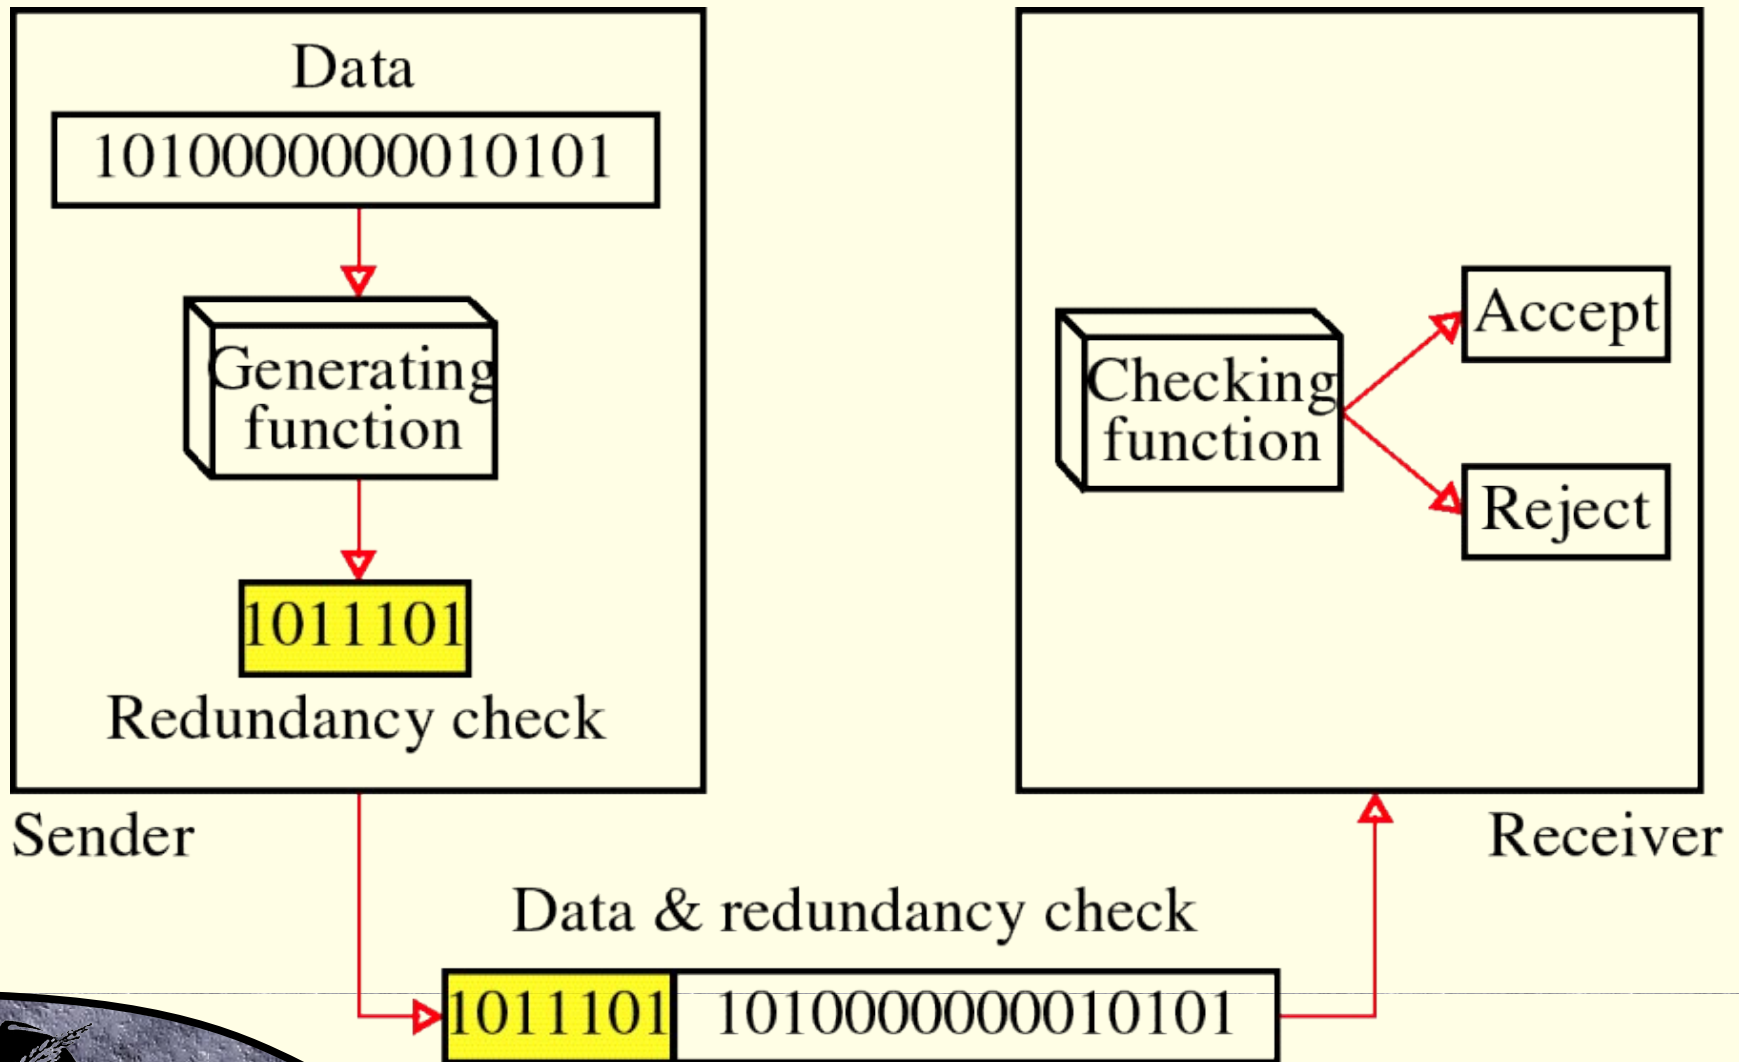 Data
1010000000010101
Generating
function
1011101
Redundancy check
Sender
Checking
function
Accept
Reject
Receiver
Data & redundancy check
1011101 1010000000010101